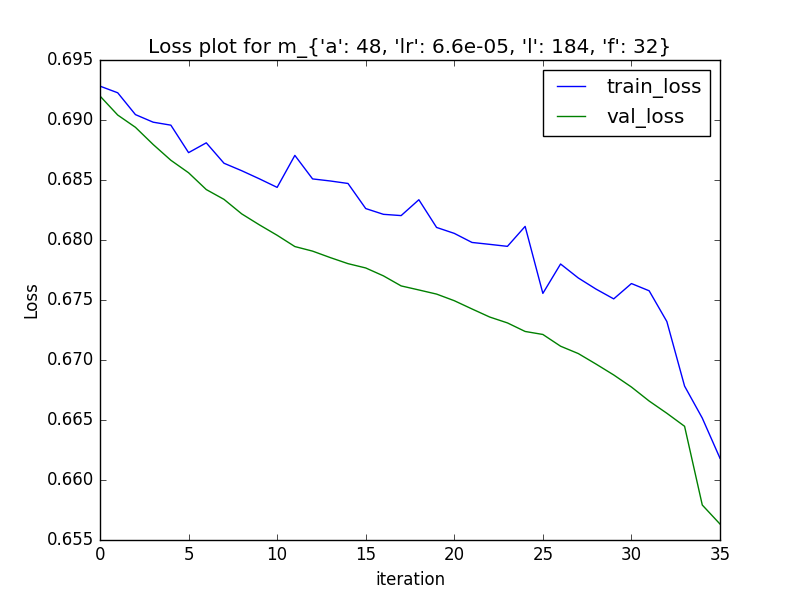 Loss plot for m_{'a': 48, 'lr': 6.6e-05, 'l': 184, 'f': 32}
train_loss
val_loss
0.695
0.690
0.685
0.680
0.675
0.670
0.665
0.660
0.655
Loss
0 5 10 15 20 25 30 35
iteration